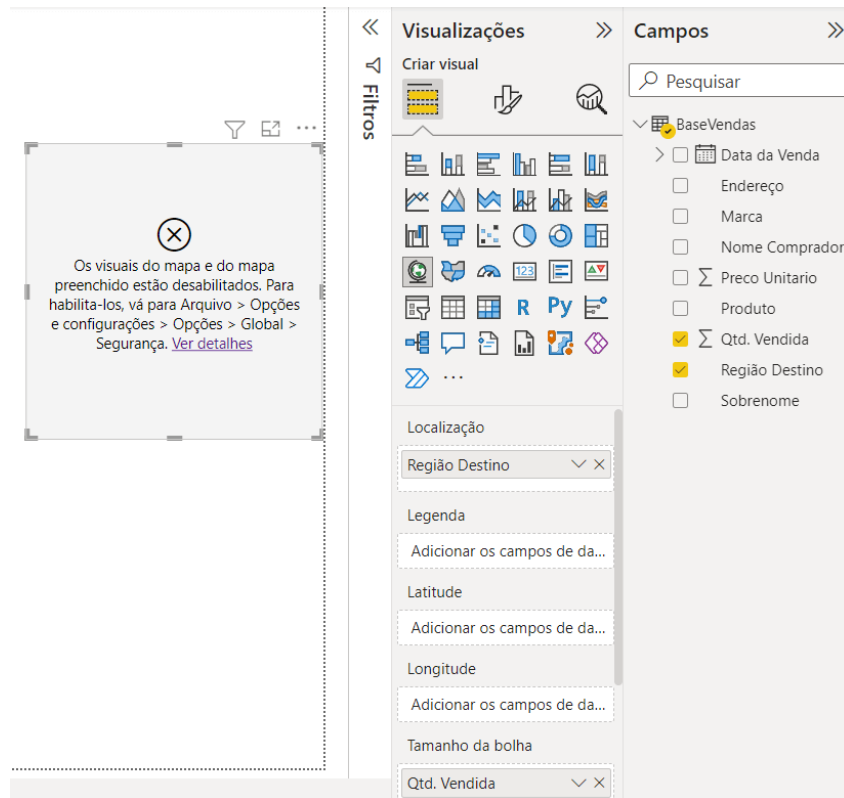 Os visuais do mapa e do mapa
preenchido estão desabilitados. Para
habilita-los, vá para Arquivo > Opções
e configurações > Opções > Global >
Segurança. Ver detalhes
Filtros
Visualizações
Criar visual
123
R
Py
Localização
Região Destino
Legenda
Adicionar os campos de da...
Latitude
Adicionar os campos de da...
Longitude
Adicionar os campos de da...
Tamanho da bolha
Qtd. Vendida
Campos
Pesquisar
BaseVendas
Data da Venda
Endereço
Marca
Nome Comprador
Preco Unitario
Produto
Qtd. Vendida
Região Destino
Sobrenome